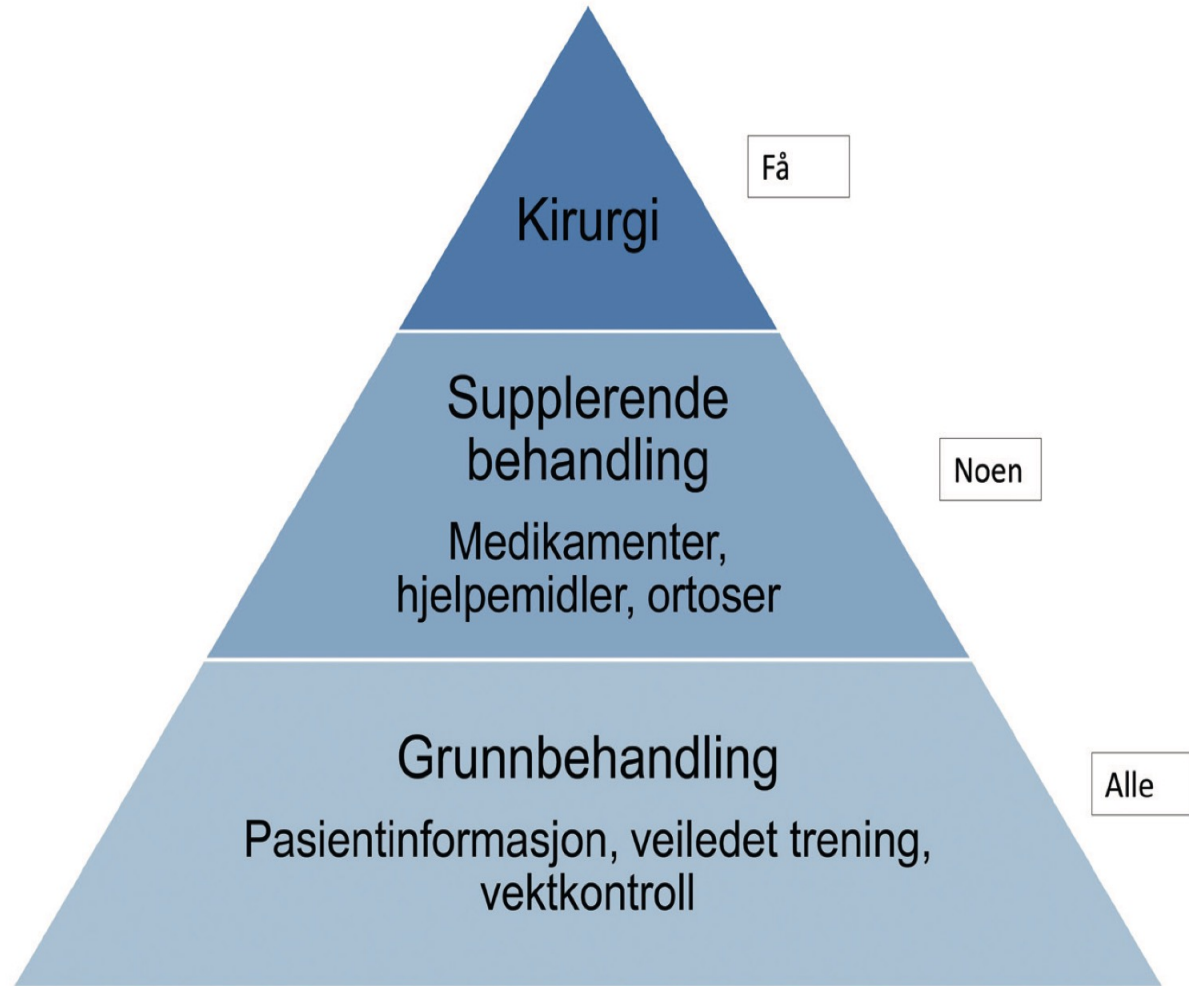 Få
Kirurgi
Supplerende
behandling
Noen
Medikamenter,
hjelpemidler, ortoser
Grunnbehandling
Alle
Pasientinformasjon, veiledet trening,
vektkontroll